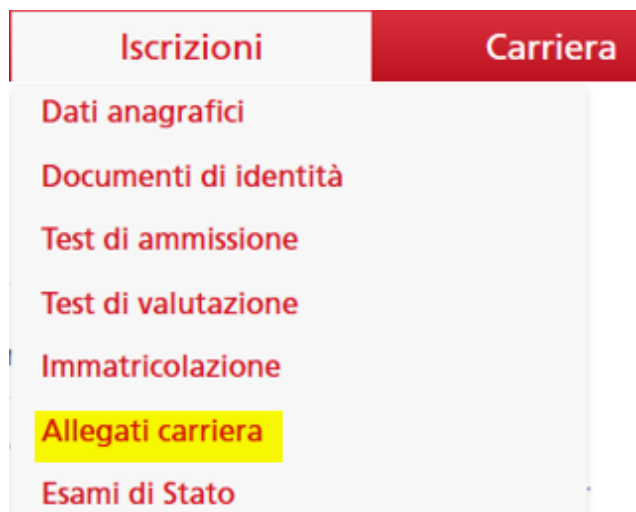 Iscrizioni Carriera
Dati anagrafici
Documenti di identità
Test di ammissione
Test di valutazione
Immatricolazione
Allegati carriera
Esami di Stato